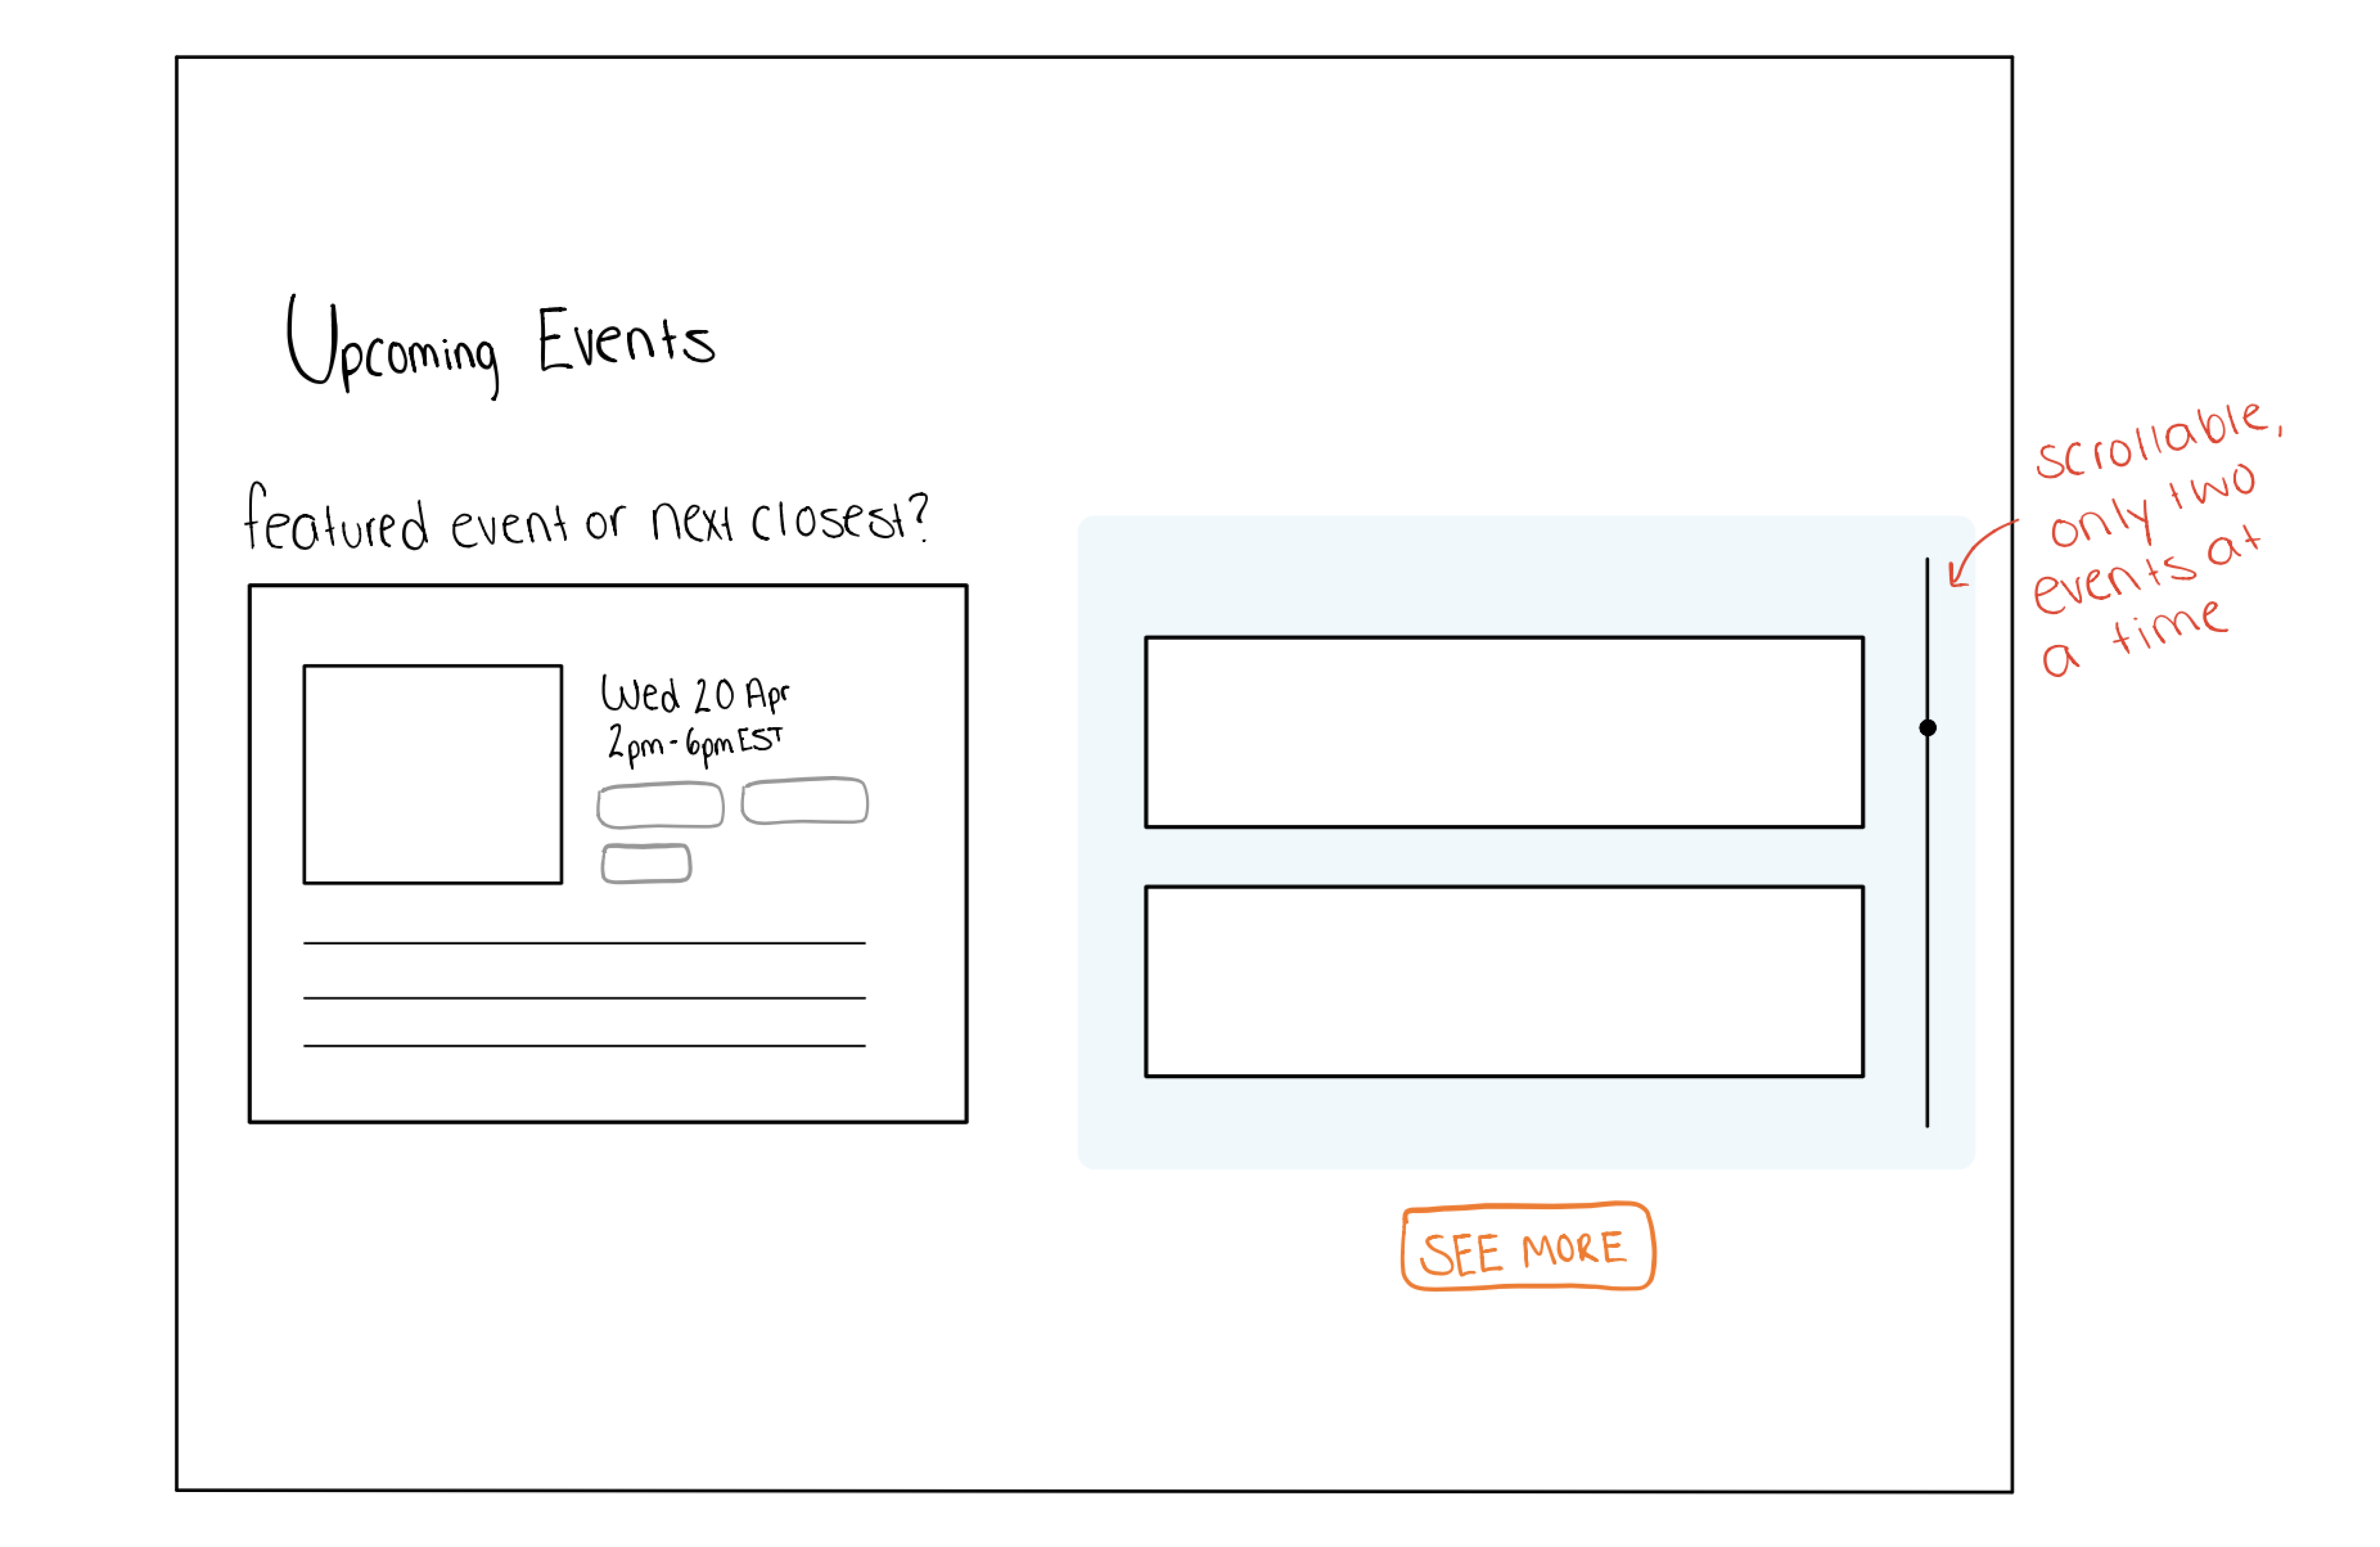 Upcoming Events
featured event or next closest?
Wed 20 Apr
2pm-6pm EST
scrollable,
only two
events at
a time
SEE MORE